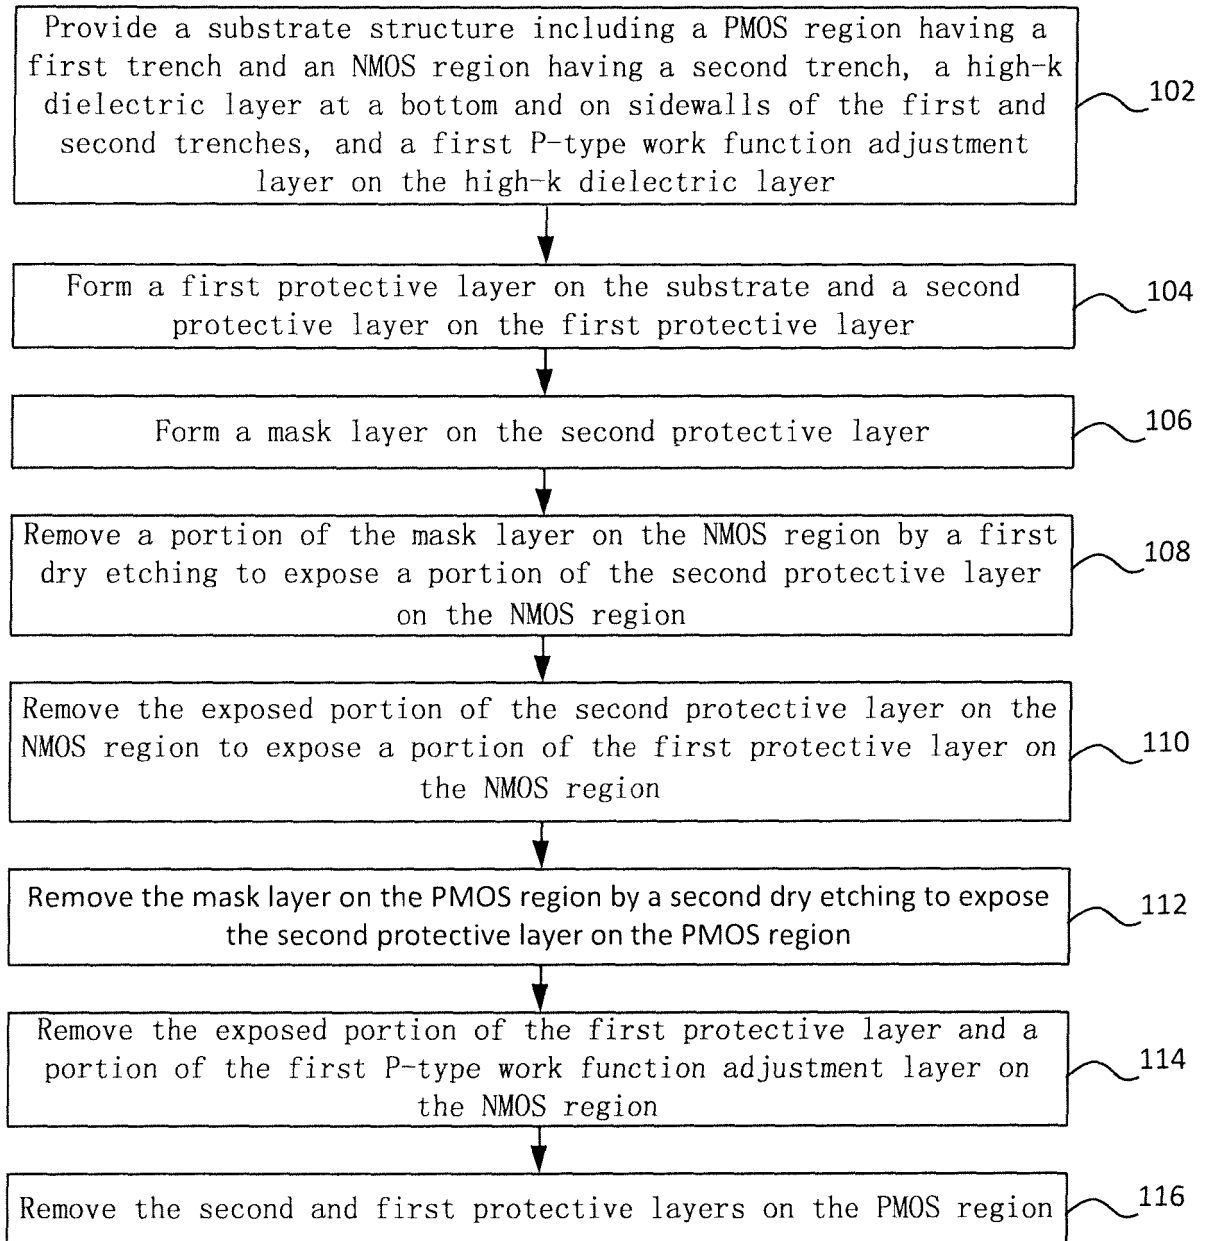 Provide a substrate structure including a PMOS region having a
first trench and an NMOS region having a second trench, a high-k
dielectric layer at a bottom and on sidewalls of the first and
second trenches, and a first P-type work function adjustment
layer on the high-k dielectric layer
102
Form a first protective layer on the substrate and a second
protective layer on the first protective layer
104
Form a mask layer on the second protective layer
106
Remove a portion of the mask layer on the NMOS region by a first
dry etching to expose a portion of the second protective layer
on the NMOS region
108
Remove the exposed portion of the second protective layer on the
NMOS region to expose a portion of the first protective layer on
the NMOS region
110
Remove the mask layer on the PMOS region by a second dry etching to expose
the second protective layer on the PMOS region
112
Remove the exposed portion of the first protective layer and a
portion of the first P-type work function adjustment layer on
the NMOS region
114
Remove the second and first protective layers on the PMOS region
116